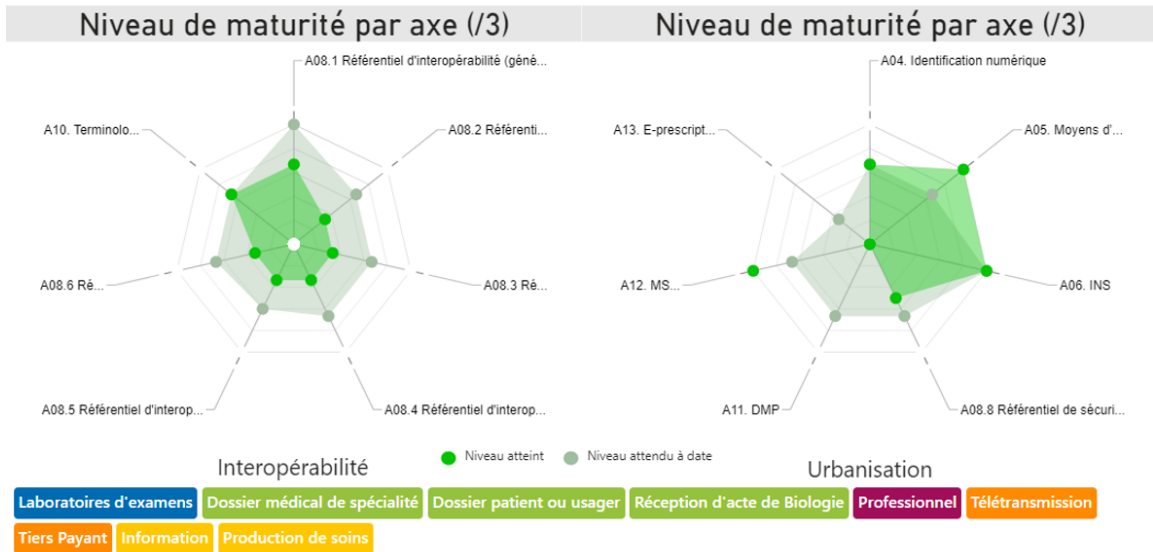 Niveau de maturité par axe (/3)
Niveau de maturité par axe (/3)
A08.1 Référentiel d'interopérabilité (géné...
A10. Terminolo...
A08.2 Référenti...
A08.6 Ré...
A08.3 Ré...
A08.5 Référentiel d'interop...
A08.4 Référentiel d'interop...
A04. Identification numérique
A13. E-prescript...
A05. Moyens d'...
A12. MS...
A06. INS
A11. DMP
A08.8 Référentiel de sécuri...
Niveau atteint
Niveau attendu à date
Interopérabilité
Urbanisation
Laboratoires d'examens
Dossier médical de spécialité
Dossier patient ou usager
Réception d'acte de Biologie
Professionnel
Télétransmission
Tiers Payant
Information
Production de soins